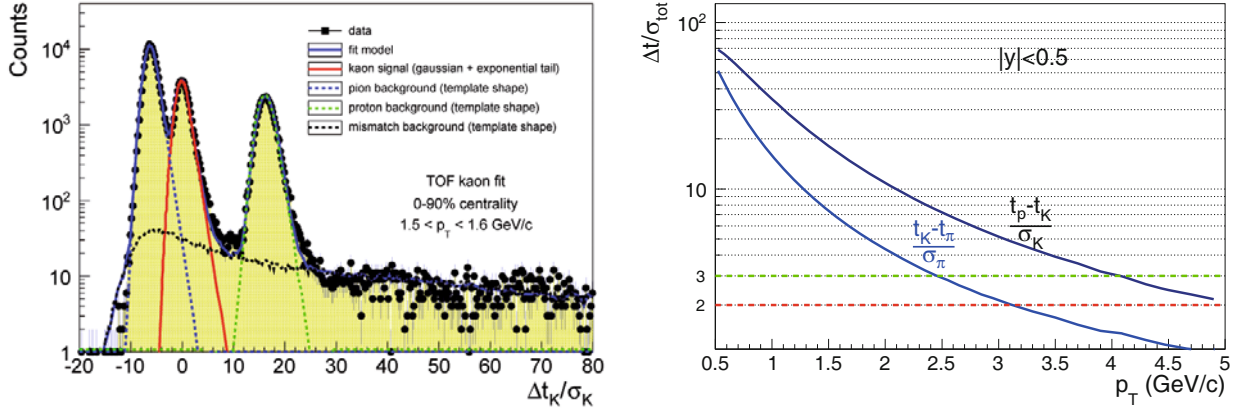 Counts
10⁴
10³
10²
10
1
data
fit model
kaon signal (gaussian + exponential tail)
pion background (template shape)
proton background (template shape)
mismatch background (template shape)
TOF kaon fit
0-90% centrality
1.5 < p_T < 1.6 GeV/c
-20 -10 0 10 20 30 40 50 60 70 80
Δt_K/σ_K
Δt/σ_tot
10²
10
3
2
|y|<0.5
t_p-t_K
σ_K
t_K-t_π
σ_π
0.5 1 1.5 2 2.5 3 3.5 4 4.5 5
p_T (GeV/c)